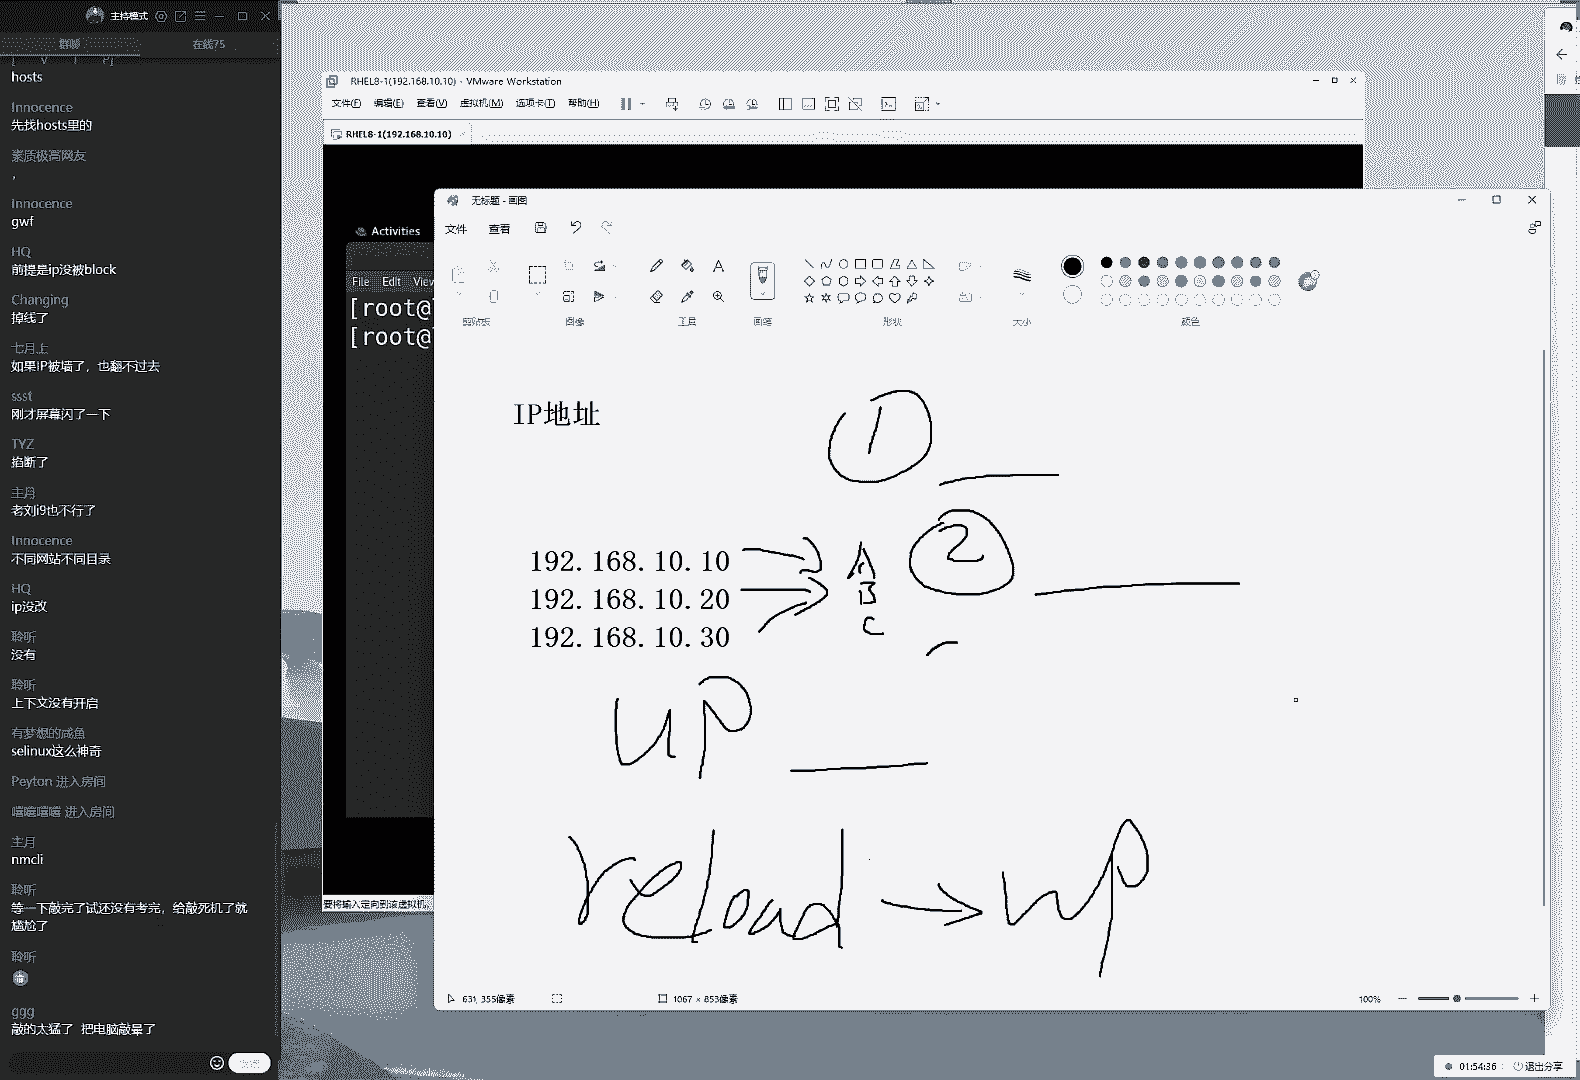 主持模式
群聊
在线75
hosts
Innocence
先找hosts里的
素质极高网友
，
Innocence
gwf
HQ
前提是ip没被block
Changing
掉线了
七月上
如果IP被墙了，也翻不过去
ssst
刚才屏幕闪了一下
TYZ
掐断了
主月
老刘i9也不行了
Innocence
不同网站不同目录
HQ
ip没改
聆听
没有
聆听
上下文没有开启
有梦想的咸鱼
selinux这么神奇
Peyton 进入房间
嘻嘻嘻嘻 进入房间
主月
nmcli
聆听
等一下敲完了试还没有考完，给敲死机了就
尴尬了
聆听
ggg
敲的太猛了 把电脑敲晕了
RHEL8-1(192.168.10.10) - VMware Workstation
文件(F) 编辑(E) 查看(V) 虚拟机(M) 选项卡(T) 帮助(H)
RHEL8-1(192.168.10.10)
Activities
File Edit View
[root@
[root@
要将输入定向到该虚拟机，
无标题 - 画图
文件 查看
剪贴板 图像 工具 画笔 形状 大小 颜色
IP地址
1
2
192.168.10.10 A
192.168.10.20 B
192.168.10.30 C
up
reload → up
631, 355像素
1067 × 853像素
100%
01:54:36
退出分享